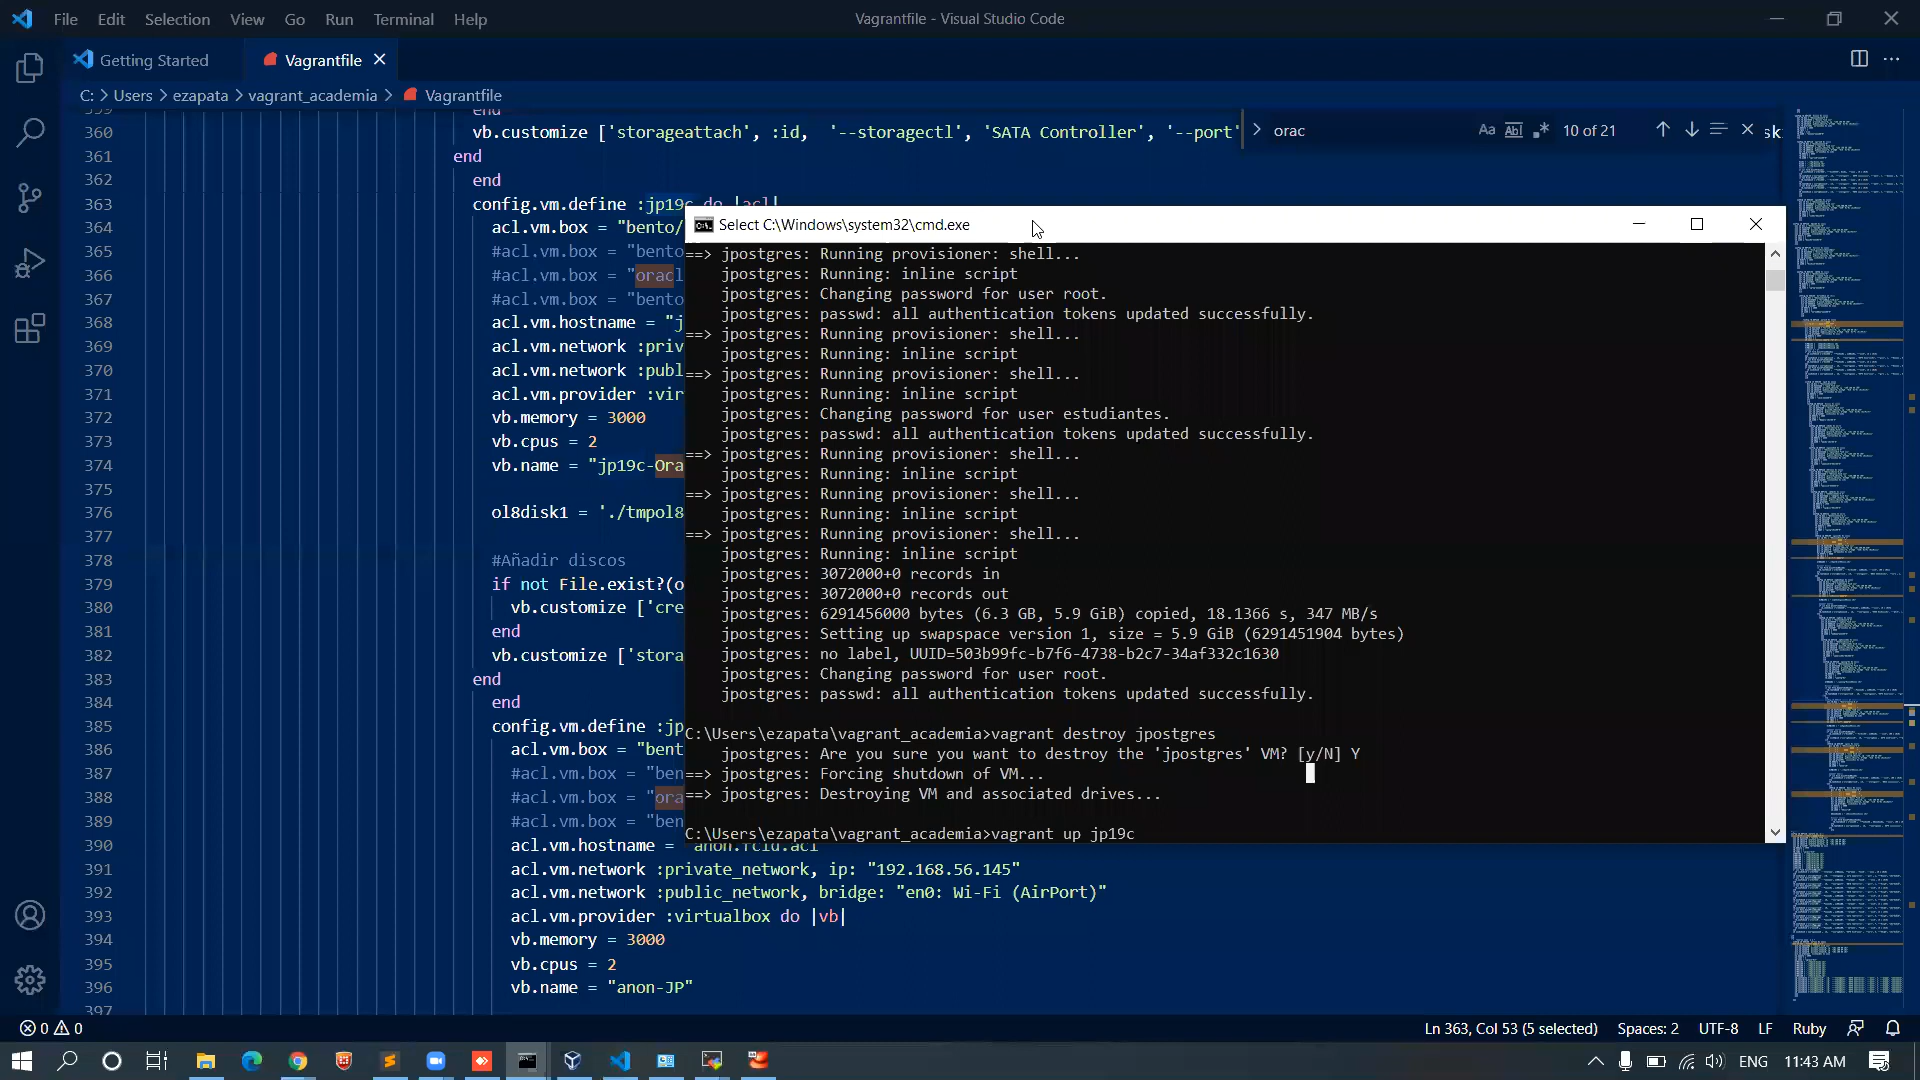 File Edit Selection View Go Run Terminal Help
Vagrantfile - Visual Studio Code
Getting Started
Vagrantfile
C: > Users > ezapata > vagrant_academia > Vagrantfile
orac
Aa Abl .* 10 of 21
360 vb.customize ['storageattach', :id,  '--storagectl', 'SATA Controller', '--port'
361 end
362 end
363 config.vm.define :jp19c do |acl|
364 acl.vm.box = "bento/
365 #acl.vm.box = "bento
366 #acl.vm.box = "oracl
367 #acl.vm.box = "bento
368 acl.vm.hostname = "j
369 acl.vm.network :priv
370 acl.vm.network :publ
371 acl.vm.provider :vir
372 vb.memory = 3000
373 vb.cpus = 2
374 vb.name = "jp19c-Ora
375
376 ol8disk1 = './tmpol8
377
378 #Añadir discos
379 if not File.exist?(o
380 vb.customize ['cre
381 end
382 vb.customize ['stora
383 end
384 end
385 config.vm.define :jp
386 acl.vm.box = "bent
387 #acl.vm.box = "ben
388 #acl.vm.box = "ora
389 #acl.vm.box = "ben
390 acl.vm.hostname = "anon.rcld.acl
391 acl.vm.network :private_network, ip: "192.168.56.145"
392 acl.vm.network :public_network, bridge: "en0: Wi-Fi (AirPort)"
393 acl.vm.provider :virtualbox do |vb|
394 vb.memory = 3000
395 vb.cpus = 2
396 vb.name = "anon-JP"
397
Select C:\Windows\system32\cmd.exe
==> jpostgres: Running provisioner: shell...
jpostgres: Running: inline script
jpostgres: Changing password for user root.
jpostgres: passwd: all authentication tokens updated successfully.
==> jpostgres: Running provisioner: shell...
jpostgres: Running: inline script
==> jpostgres: Running provisioner: shell...
jpostgres: Running: inline script
jpostgres: Changing password for user estudiantes.
jpostgres: passwd: all authentication tokens updated successfully.
==> jpostgres: Running provisioner: shell...
jpostgres: Running: inline script
==> jpostgres: Running provisioner: shell...
jpostgres: Running: inline script
==> jpostgres: Running provisioner: shell...
jpostgres: Running: inline script
jpostgres: 3072000+0 records in
jpostgres: 3072000+0 records out
jpostgres: 6291456000 bytes (6.3 GB, 5.9 GiB) copied, 18.1366 s, 347 MB/s
jpostgres: Setting up swapspace version 1, size = 5.9 GiB (6291451904 bytes)
jpostgres: no label, UUID=503b99fc-b7f6-4738-b2c7-34af332c1630
jpostgres: Changing password for user root.
jpostgres: passwd: all authentication tokens updated successfully.
C:\Users\ezapata\vagrant_academia>vagrant destroy jpostgres
jpostgres: Are you sure you want to destroy the 'jpostgres' VM? [y/N] Y
==> jpostgres: Forcing shutdown of VM...
==> jpostgres: Destroying VM and associated drives...
C:\Users\ezapata\vagrant_academia>vagrant up jp19c
0 0
Ln 363, Col 53 (5 selected) Spaces: 2 UTF-8 LF Ruby
ENG 11:43 AM